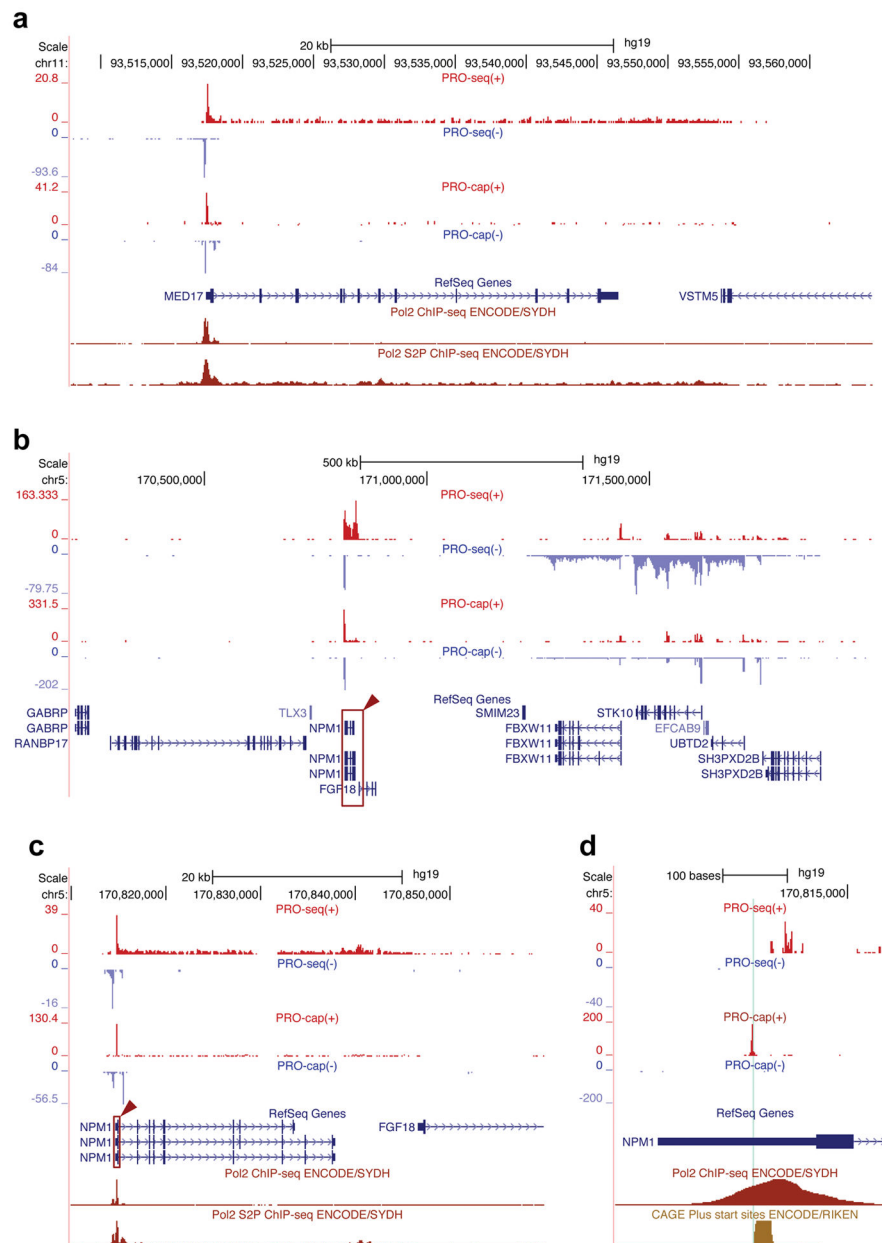 a
Scale 20 kb hg19
chr11: 93,515,000 93,520,000 93,525,000 93,530,000 93,535,000 93,540,000 93,545,000 93,550,000 93,555,000 93,560,000
20.8 PRO-seq(+)
0
0 PRO-seq(-)
-93.6
41.2 PRO-cap(+)
0
0 PRO-cap(-)
-84
RefSeq Genes
MED17 VSTM5
Pol2 ChIP-seq ENCODE/SYDH
Pol2 S2P ChIP-seq ENCODE/SYDH
b
Scale 500 kb hg19
chr5: 170,500,000 171,000,000 171,500,000
163.333 PRO-seq(+)
0
0 PRO-seq(-)
-79.75
331.5 PRO-cap(+)
0
0 PRO-cap(-)
-202
RefSeq Genes
GABRP TLX3 SMIM23 STK10
GABRP NPM1 FBXW11 EFCAB9
RANBP17 FBXW11 UBTD2
NPM1 FBXW11 SH3PXD2B
NPM1 SH3PXD2B
FGF18
c
Scale 20 kb hg19
chr5: 170,820,000 170,830,000 170,840,000 170,850,000
39 PRO-seq(+)
0
0 PRO-seq(-)
-16
130.4 PRO-cap(+)
0
0 PRO-cap(-)
-56.5
RefSeq Genes
NPM1 FGF18
NPM1
NPM1
Pol2 ChIP-seq ENCODE/SYDH
Pol2 S2P ChIP-seq ENCODE/SYDH
d
Scale 100 bases hg19
chr5: 170,815,000
40 PRO-seq(+)
0
0 PRO-seq(-)
-40
200 PRO-cap(+)
0
0 PRO-cap(-)
-200
RefSeq Genes
NPM1
Pol2 ChIP-seq ENCODE/SYDH
CAGE Plus start sites ENCODE/RIKEN